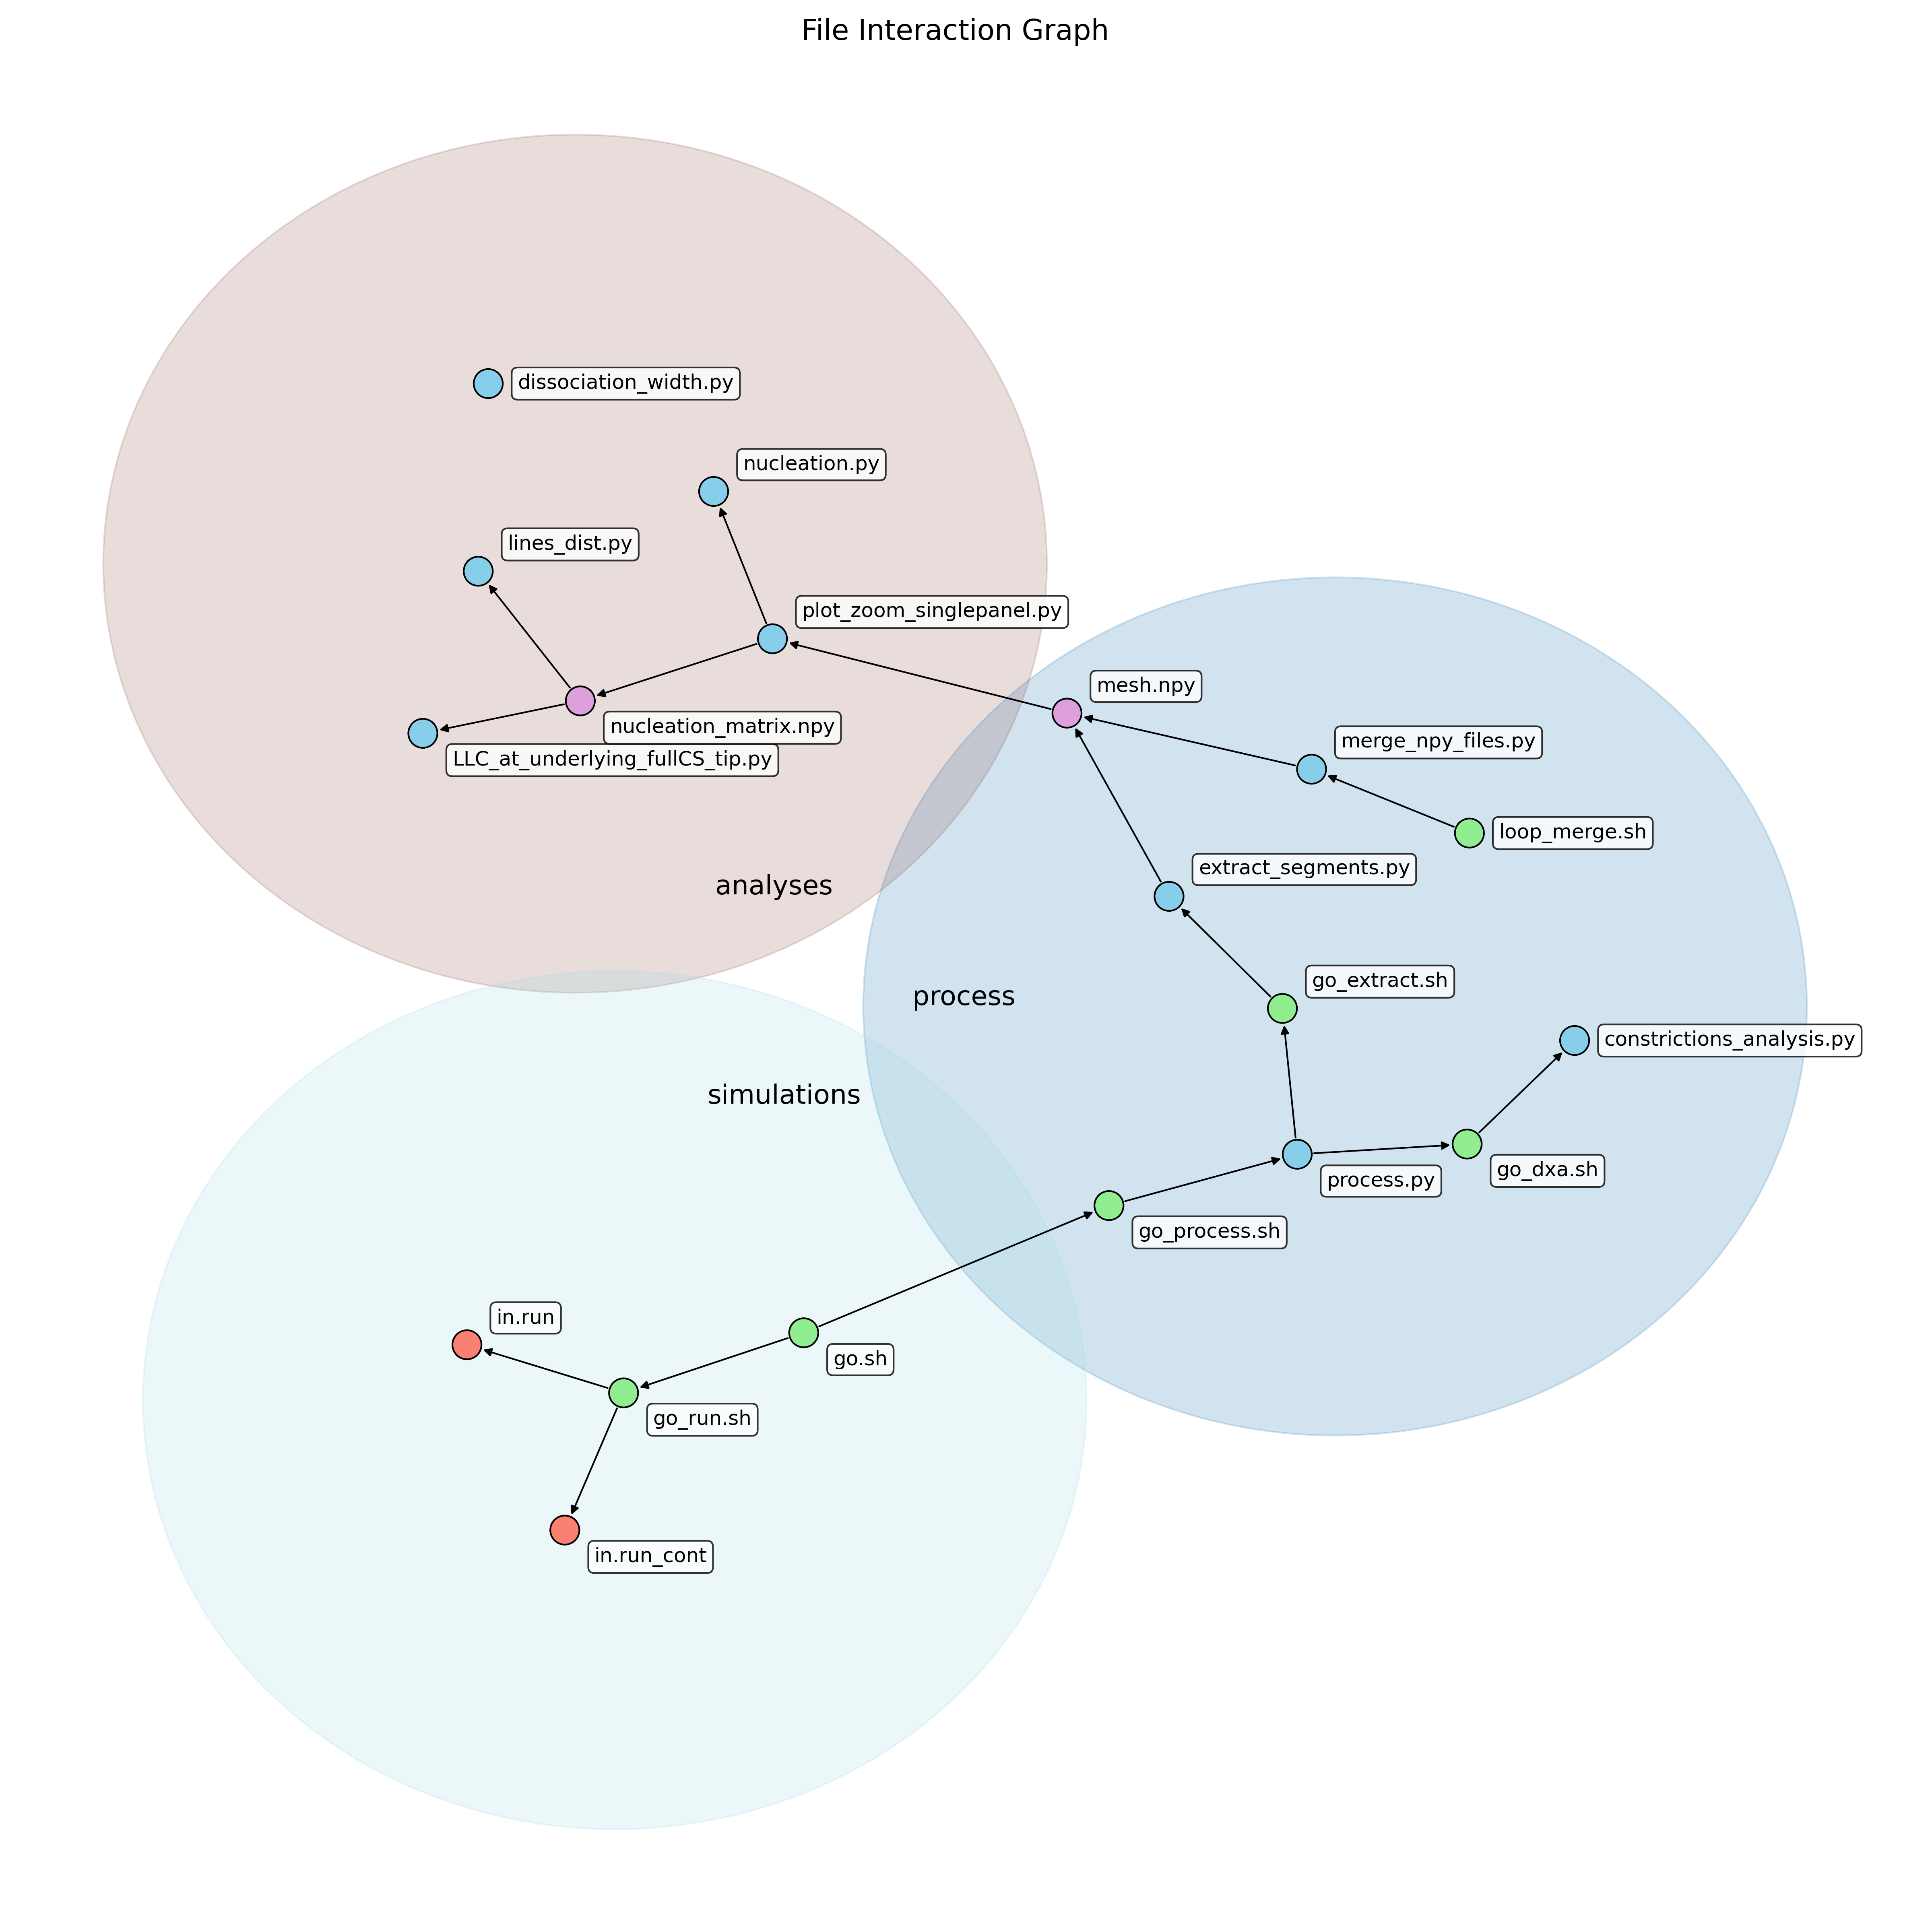 File Interaction Graph
dissociation_width.py
nucleation.py
lines_dist.py
plot_zoom_singlepanel.py
mesh.npy
nucleation_matrix.npy
merge_npy_files.py
LLC_at_underlying_fullCS_tip.py
loop_merge.sh
extract_segments.py
analyses
go_extract.sh
process
constrictions_analysis.py
simulations
go_dxa.sh
process.py
go_process.sh
in.run
go.sh
go_run.sh
in.run_cont